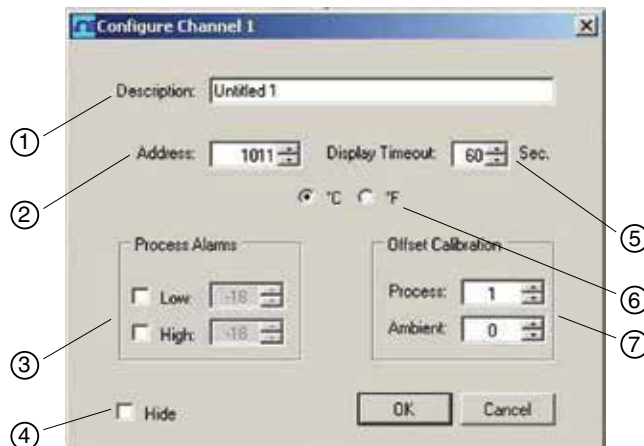 Configure Channel 1
① Description: Untitled 1
② Address: 1011 Display Timeout: 60 Sec. ⑤
°C °F ⑥
Process Alarms Offset Calibration
③ Low: -18 Process: 1 ⑦
High: -18 Ambient: 0
④ Hide OK Cancel